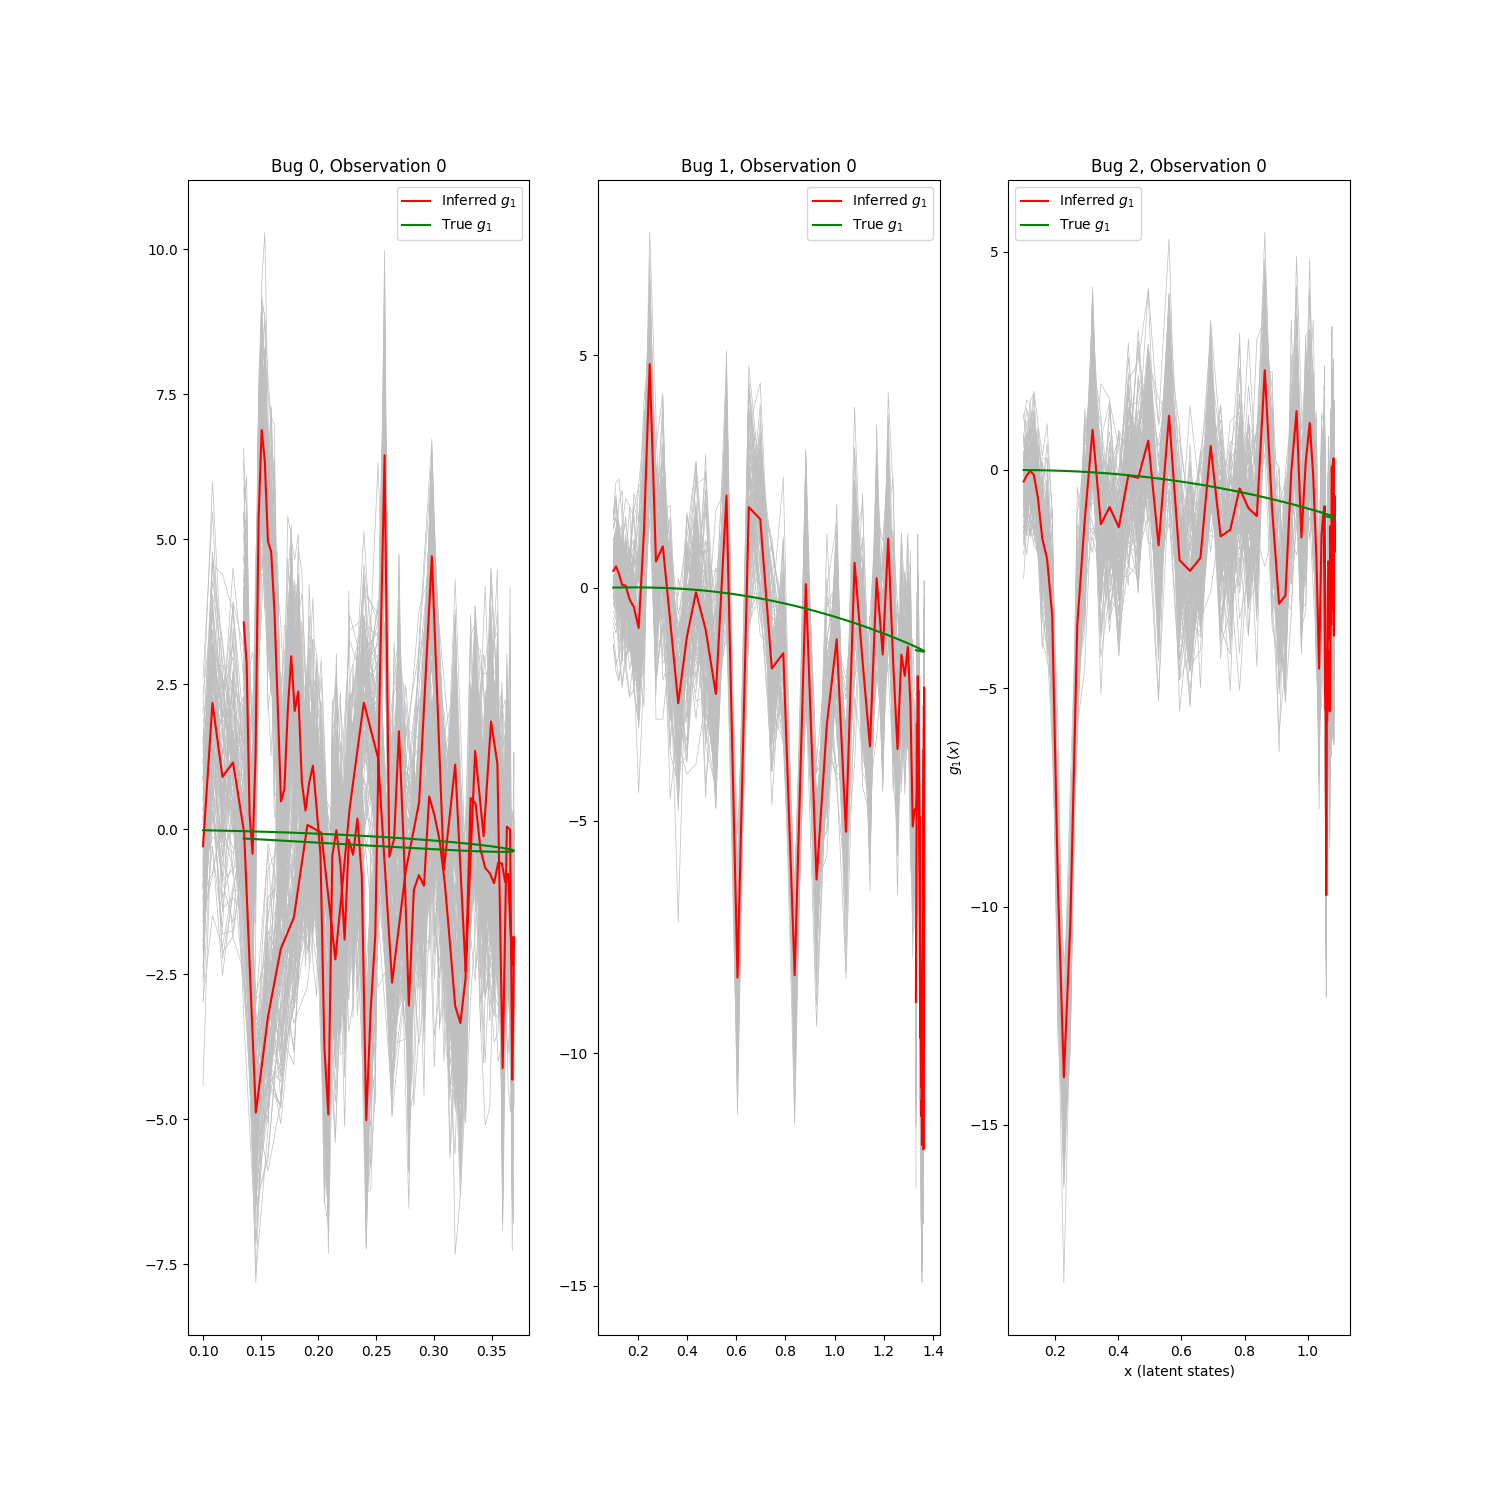 Bug 0, Observation 0
Inferred g₁
True g₁
10.0
7.5
5.0
2.5
0.0
−2.5
−5.0
−7.5
0.10 0.15 0.20 0.25 0.30 0.35
Bug 1, Observation 0
Inferred g₁
True g₁
5
0
−5
−10
−15
0.2 0.4 0.6 0.8 1.0 1.2 1.4
Bug 2, Observation 0
Inferred g₁
True g₁
g₁(x)
5
0
−5
−10
−15
0.2 0.4 0.6 0.8 1.0
x (latent states)